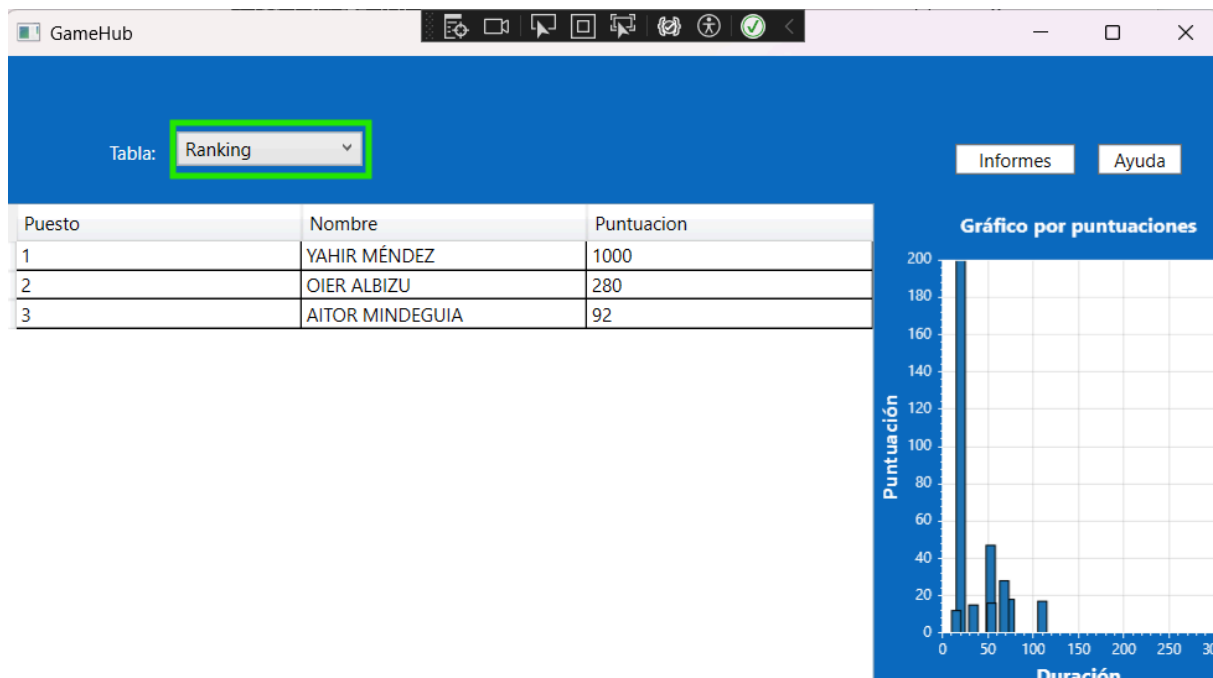 GameHub
Tabla: Ranking
Informes Ayuda
Puesto Nombre Puntuacion
1 YAHIR MÉNDEZ 1000
2 OIER ALBIZU 280
3 AITOR MINDEGUIA 92
Gráfico por puntuaciones
Puntuación
200
180
160
140
120
100
80
60
40
20
0
0 50 100 150 200 250
Duración